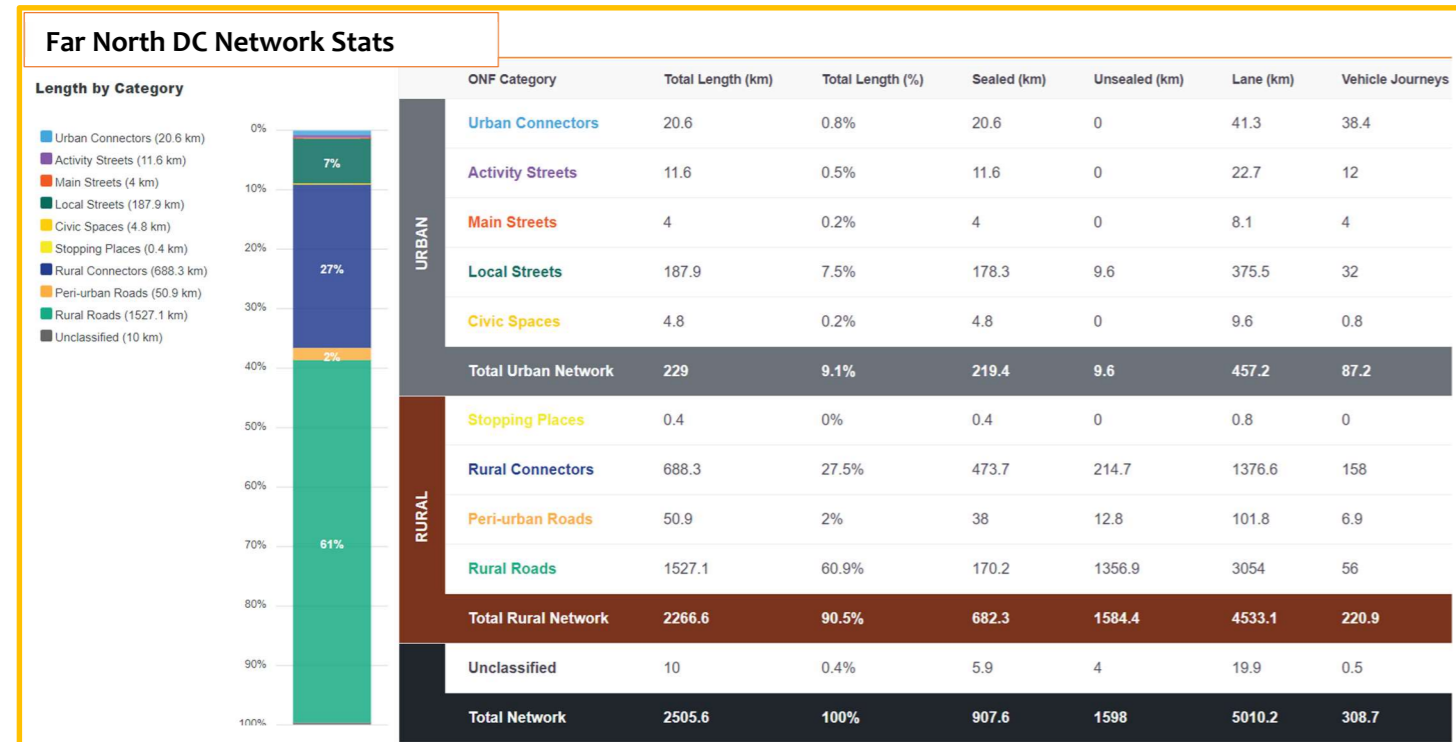 Far North DC Network Stats
Length by Category
Urban Connectors (20.6 km)
Activity Streets (11.6 km)
Main Streets (4 km)
Local Streets (187.9 km)
Civic Spaces (4.8 km)
Stopping Places (0.4 km)
Rural Connectors (688.3 km)
Peri-urban Roads (50.9 km)
Rural Roads (1527.1 km)
Unclassified (10 km)
0%
10%
20%
30%
40%
50%
60%
70%
80%
90%
100%
7%
27%
2%
61%
ONF Category Total Length (km) Total Length (%) Sealed (km) Unsealed (km) Lane (km) Vehicle Journeys
URBAN
Urban Connectors 20.6 0.8% 20.6 0 41.3 38.4
Activity Streets 11.6 0.5% 11.6 0 22.7 12
Main Streets 4 0.2% 4 0 8.1 4
Local Streets 187.9 7.5% 178.3 9.6 375.5 32
Civic Spaces 4.8 0.2% 4.8 0 9.6 0.8
Total Urban Network 229 9.1% 219.4 9.6 457.2 87.2
RURAL
Stopping Places 0.4 0% 0.4 0 0.8 0
Rural Connectors 688.3 27.5% 473.7 214.7 1376.6 158
Peri-urban Roads 50.9 2% 38 12.8 101.8 6.9
Rural Roads 1527.1 60.9% 170.2 1356.9 3054 56
Total Rural Network 2266.6 90.5% 682.3 1584.4 4533.1 220.9
Unclassified 10 0.4% 5.9 4 19.9 0.5
Total Network 2505.6 100% 907.6 1598 5010.2 308.7